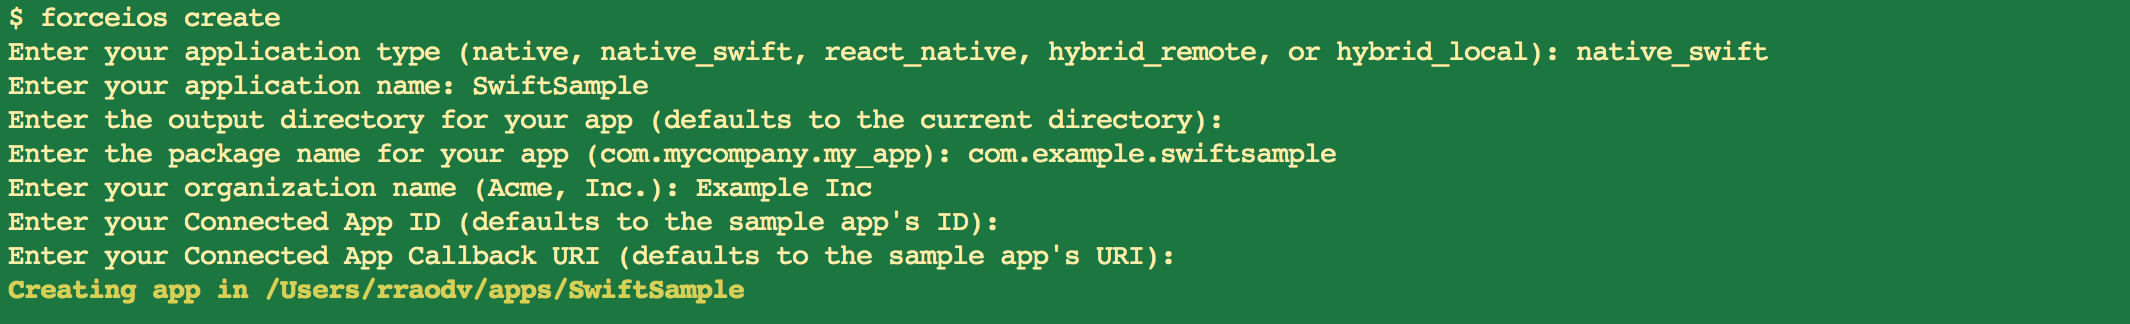 $ forceios create
Enter your application type (native, native_swift, react_native, hybrid_remote, or hybrid_local): native_swift
Enter your application name: SwiftSample
Enter the output directory for your app (defaults to the current directory):
Enter the package name for your app (com.mycompany.my_app): com.example.swiftsample
Enter your organization name (Acme, Inc.): Example Inc
Enter your Connected App ID (defaults to the sample app's ID):
Enter your Connected App Callback URI (defaults to the sample app's URI):
Creating app in /Users/rraodv/apps/SwiftSample